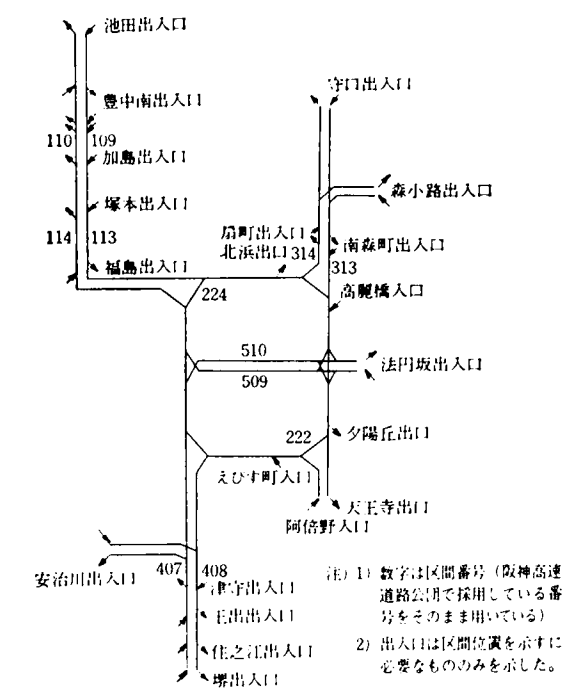 池田出入口
豊中南出入口
110
109
加島出入口
塚本出入口
114
113
福島出入口
224
守口出入口
森小路出入口
扇町出入口
北浜出口
314
南森町出入口
313
高麗橋入口
510
509
法円坂出入口
222
夕陽丘出口
えびす町入口
天王寺出口
阿倍野入口
安治川出入口
407
408
津守出入口
玉出出入口
住之江出入口
堺出入口
注) 1) 数字は区間番号(阪神高速
道路公団で採用している番
号をそのまま用いている)
2) 出入口は区間位置を示すに
必要なもののみを示した。